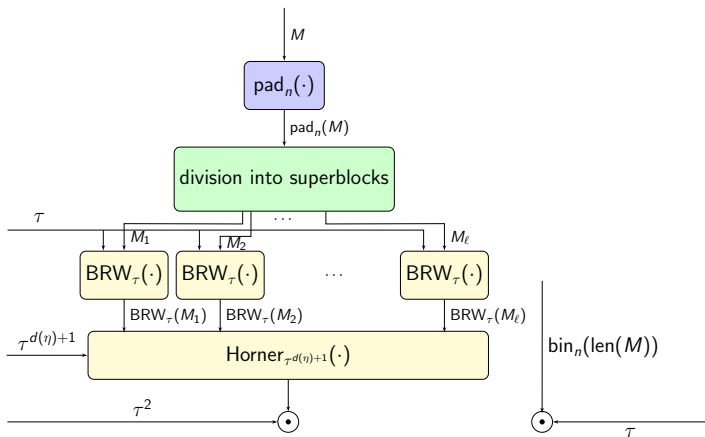 M
pad_n(·)
pad_n(M)
division into superblocks
...
τ
M_1
M_2
M_ℓ
BRW_τ(·) BRW_τ(·) ... BRW_τ(·)
BRW_τ(M_1) BRW_τ(M_2) BRW_τ(M_ℓ)
τ^{d(η)+1}
Horner_{τ^{d(η)+1}}(·)
bin_n(len(M))
τ^2
τ